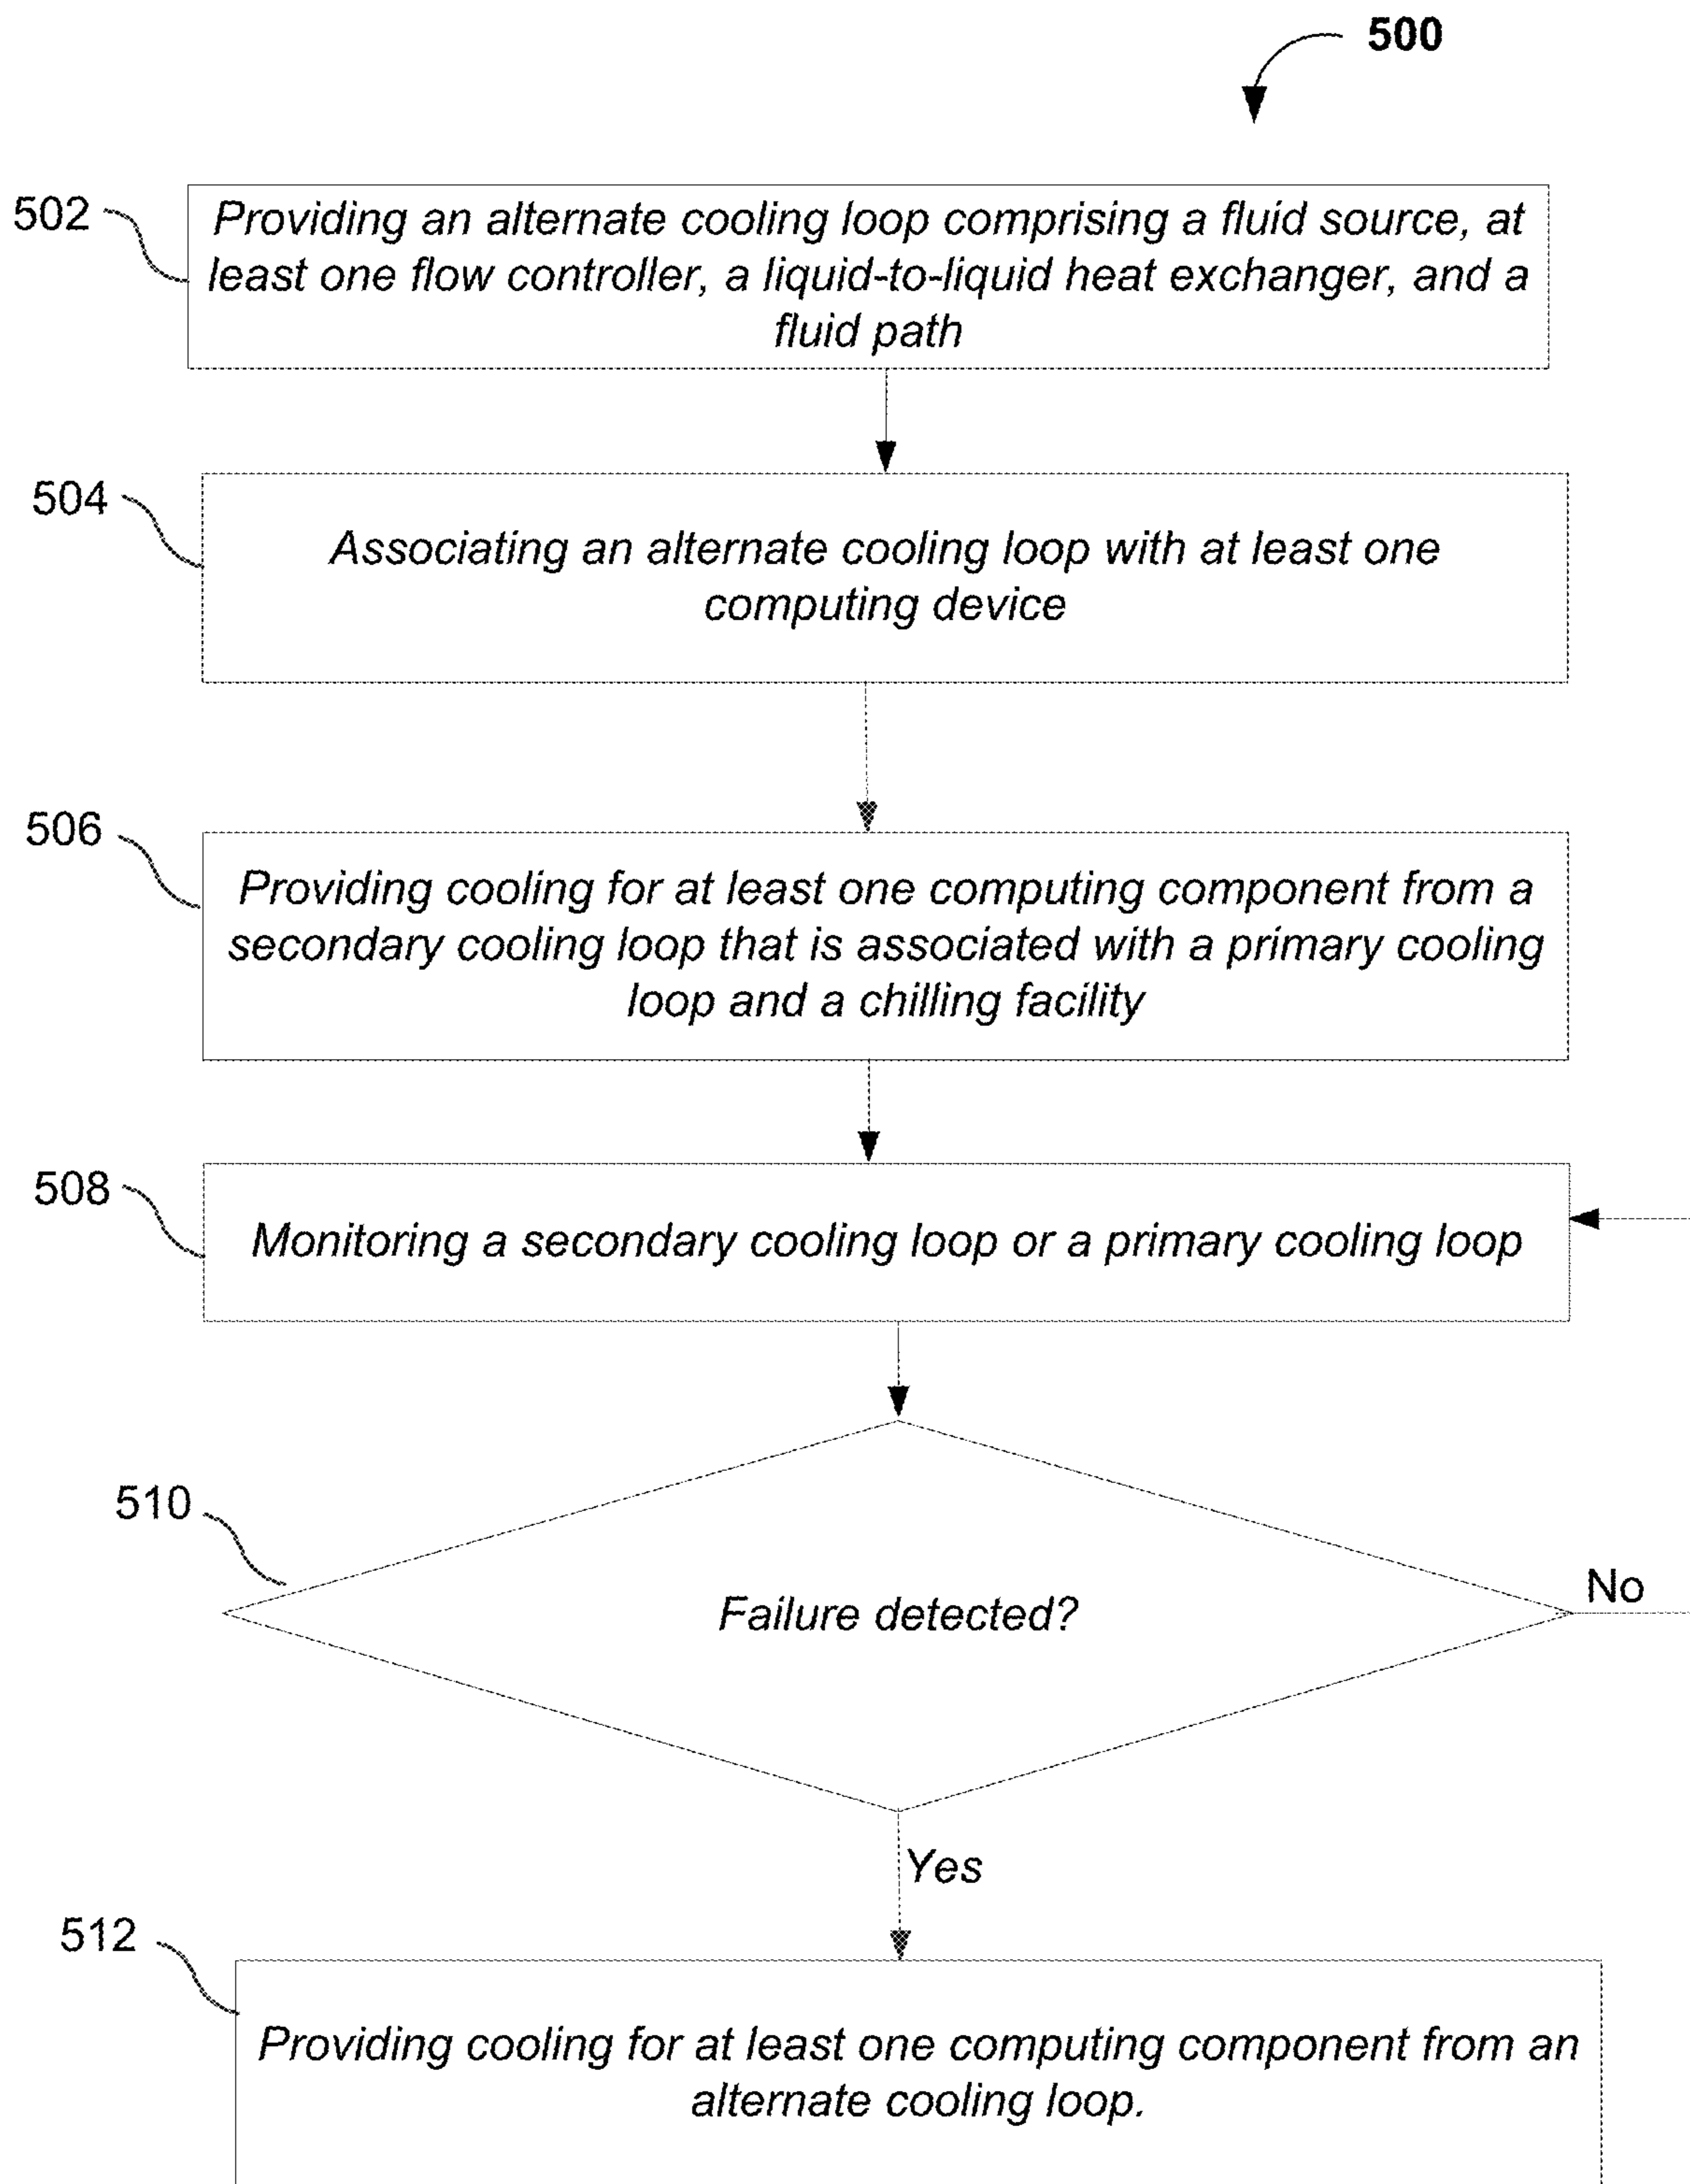 500
502
Providing an alternate cooling loop comprising a fluid source, at
least one flow controller, a liquid-to-liquid heat exchanger, and a
fluid path
504
Associating an alternate cooling loop with at least one
computing device
506
Providing cooling for at least one computing component from a
secondary cooling loop that is associated with a primary cooling
loop and a chilling facility
508
Monitoring a secondary cooling loop or a primary cooling loop
510
Failure detected?
No
Yes
512
Providing cooling for at least one computing component from an
alternate cooling loop.